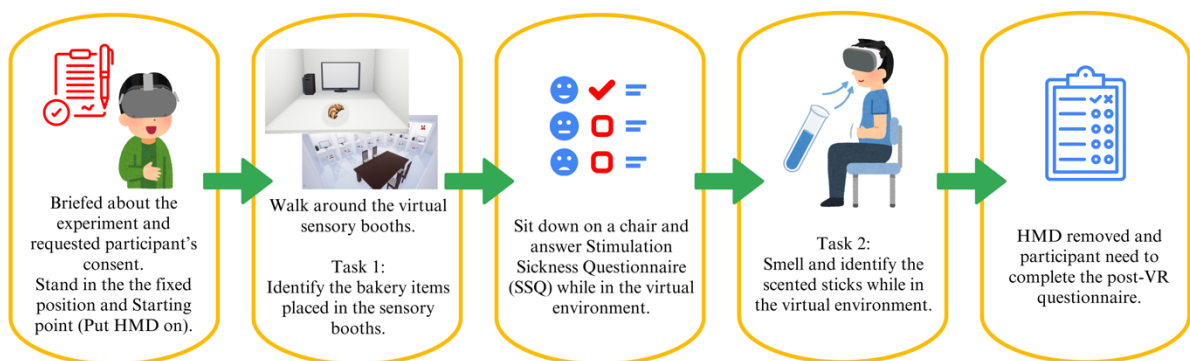 Briefed about the
experiment and
requested participant's
consent.
Stand in the the fixed
position and Starting
point (Put HMD on).
Walk around the virtual
sensory booths.
Task 1:
Identify the bakery items
placed in the sensory
booths.
Sit down on a chair and
answer Stimulation
Sickness Questionnaire
(SSQ) while in the virtual
environment.
Task 2:
Smell and identify the
scented sticks while in
the virtual environment.
HMD removed and
participant need to
complete the post-VR
questionnaire.